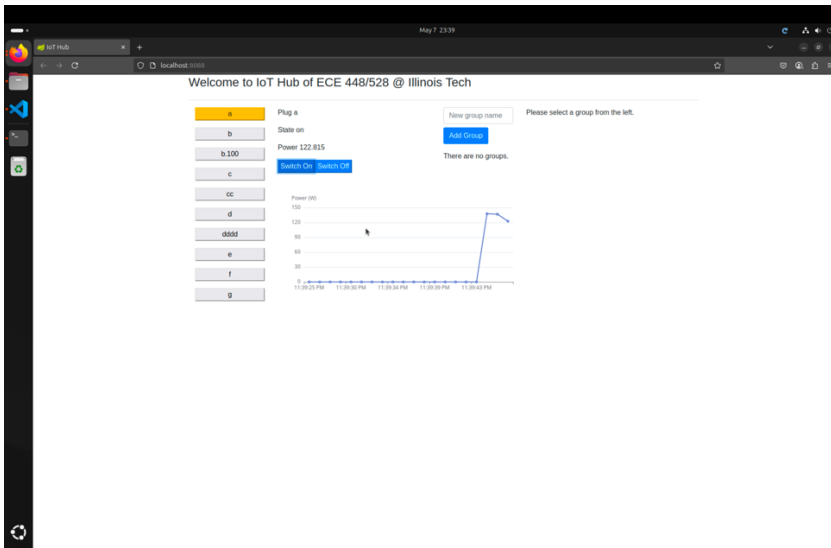 May 7 23:39
IoT Hub
localhost:8080
Welcome to IoT Hub of ECE 448/528 @ Illinois Tech
a
b
b.100
c
cc
d
dddd
e
f
g
Plug a
State on
Power 122.815
Switch On Switch Off
Power (W)
150
120
90
60
30
0
11:39:25 PM 11:39:30 PM 11:39:34 PM 11:39:39 PM 11:39:43 PM
New group name
Add Group
There are no groups.
Please select a group from the left.